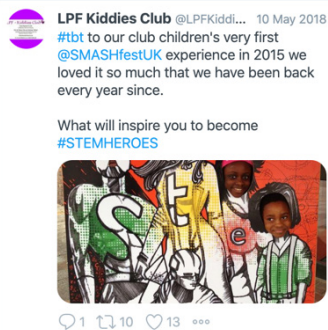 LPF Kiddies Club @LPFKiddi... 10 May 2018
#tbt to our club children's very first
@SMASHfestUK experience in 2015 we
loved it so much that we have been back
every year since.
What will inspire you to become
#STEMHEROES
S t e
1 10 13